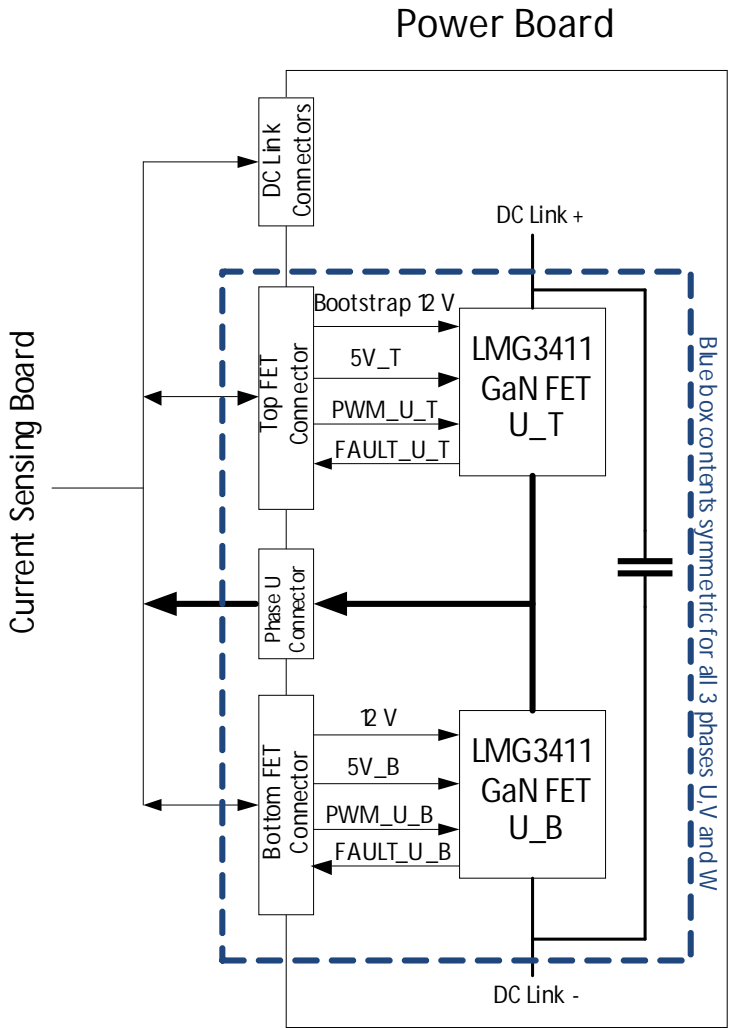 Power Board
DC Link
Connectors
DC Link +
Bootstrap 12 V
5V_T
PWM_U_T
FAULT_U_T
Top FET
Connector
LMG3411
GaN FET
U_T
Current Sensing Board
Phase U
Connector
Blue box contents symmetric for all 3 phases U,V and W
12 V
5V_B
PWM_U_B
FAULT_U_B
Bottom FET
Connector
LMG3411
GaN FET
U_B
DC Link -